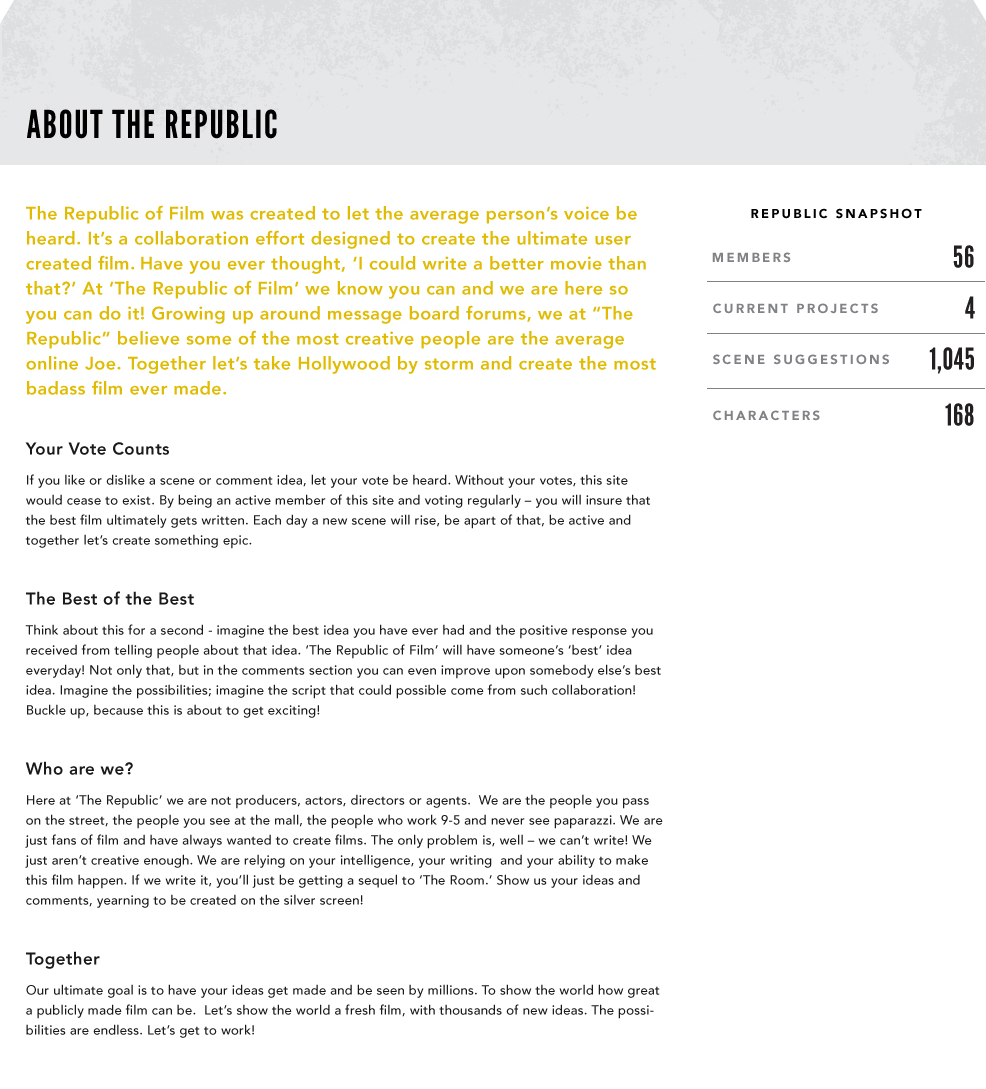 ABOUT THE REPUBLIC
The Republic of Film was created to let the average person’s voice be
heard. It’s a collaboration effort designed to create the ultimate user
created film. Have you ever thought, ‘I could write a better movie than
that?’ At ‘The Republic of Film’ we know you can and we are here so
you can do it! Growing up around message board forums, we at “The
Republic” believe some of the most creative people are the average
online Joe. Together let’s take Hollywood by storm and create the most
badass film ever made.
Your Vote Counts
If you like or dislike a scene or comment idea, let your vote be heard. Without your votes, this site
would cease to exist. By being an active member of this site and voting regularly – you will insure that
the best film ultimately gets written. Each day a new scene will rise, be apart of that, be active and
together let’s create something epic.
The Best of the Best
Think about this for a second - imagine the best idea you have ever had and the positive response you
received from telling people about that idea. ‘The Republic of Film’ will have someone’s ‘best’ idea
everyday! Not only that, but in the comments section you can even improve upon somebody else’s best
idea. Imagine the possibilities; imagine the script that could possible come from such collaboration!
Buckle up, because this is about to get exciting!
Who are we?
Here at ‘The Republic’ we are not producers, actors, directors or agents.  We are the people you pass
on the street, the people you see at the mall, the people who work 9-5 and never see paparazzi. We are
just fans of film and have always wanted to create films. The only problem is, well – we can’t write! We
just aren’t creative enough. We are relying on your intelligence, your writing  and your ability to make
this film happen. If we write it, you’ll just be getting a sequel to ‘The Room.’ Show us your ideas and
comments, yearning to be created on the silver screen!
Together
Our ultimate goal is to have your ideas get made and be seen by millions. To show the world how great
a publicly made film can be.  Let’s show the world a fresh film, with thousands of new ideas. The possi-
bilities are endless. Let’s get to work!
REPUBLIC SNAPSHOT
MEMBERS 56
CURRENT PROJECTS 4
SCENE SUGGESTIONS 1,045
CHARACTERS 168